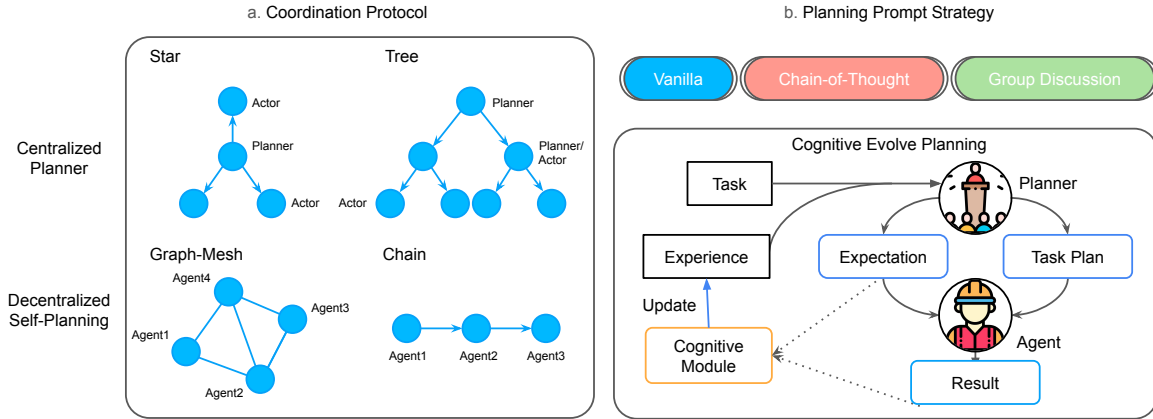 a. Coordination Protocol
Star
Tree
Actor
Planner
Actor
Planner
Planner/
Actor
Actor
Centralized
Planner
Graph-Mesh
Chain
Agent4
Agent3
Agent1
Agent2
Agent1
Agent2
Agent3
Decentralized
Self-Planning
b. Planning Prompt Strategy
Vanilla
Chain-of-Thought
Group Discussion
Cognitive Evolve Planning
Task
Planner
Experience
Expectation
Task Plan
Update
Agent
Cognitive
Module
Result